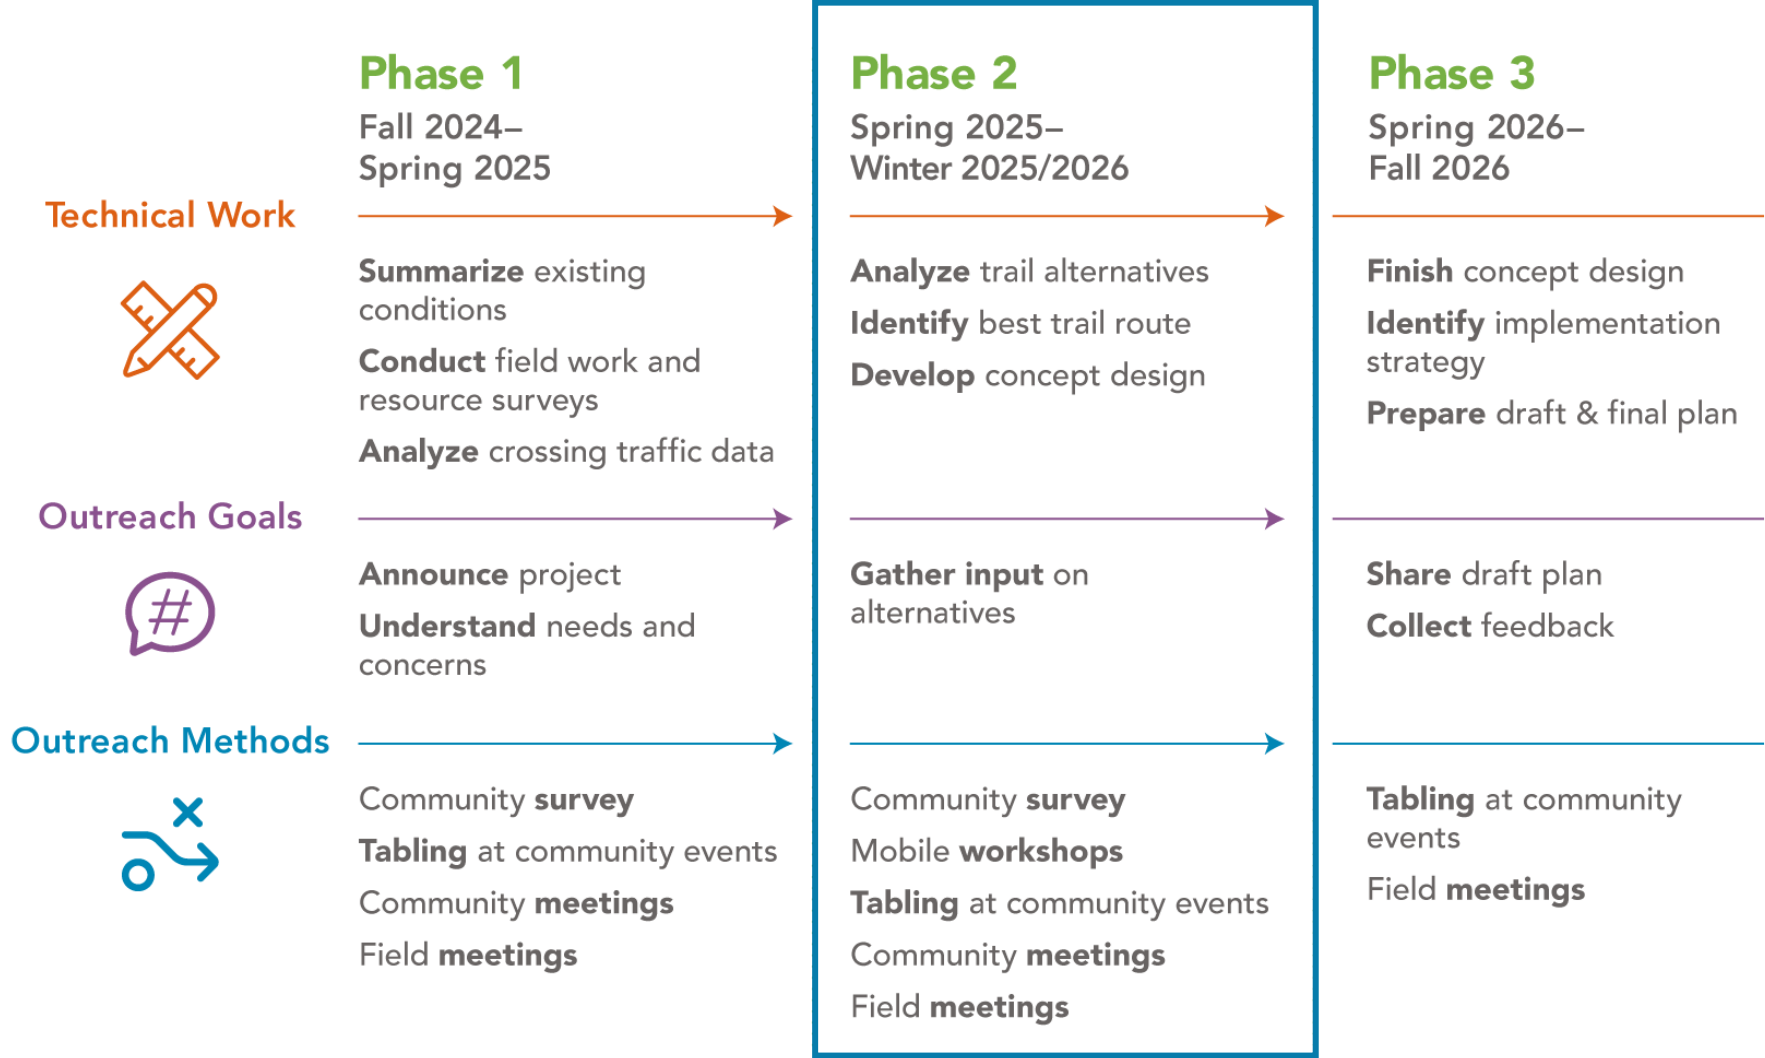 Phase 1
Fall 2024–
Spring 2025
Phase 2
Spring 2025–
Winter 2025/2026
Phase 3
Spring 2026–
Fall 2026
Technical Work
Summarize existing
conditions
Conduct field work and
resource surveys
Analyze crossing traffic data
Analyze trail alternatives
Identify best trail route
Develop concept design
Finish concept design
Identify implementation
strategy
Prepare draft & final plan
Outreach Goals
#
Announce project
Understand needs and
concerns
Gather input on
alternatives
Share draft plan
Collect feedback
Outreach Methods
Community survey
Tabling at community events
Community meetings
Field meetings
Community survey
Mobile workshops
Tabling at community events
Community meetings
Field meetings
Tabling at community
events
Field meetings